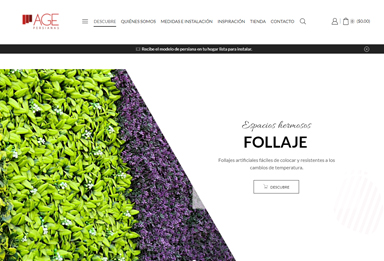 AGE
PERSIANAS
DESCUBRE QUIÉNES SOMOS MEDIDAS E INSTALACIÓN INSPIRACIÓN TIENDA CONTACTO
0 ($0.00)
Recibe el modelo de persiana en tu hogar lista para instalar.
Espacios hermosos
FOLLAJE
Follajes artificiales fáciles de colocar y resistentes a los
cambios de temperatura.
DESCUBRE